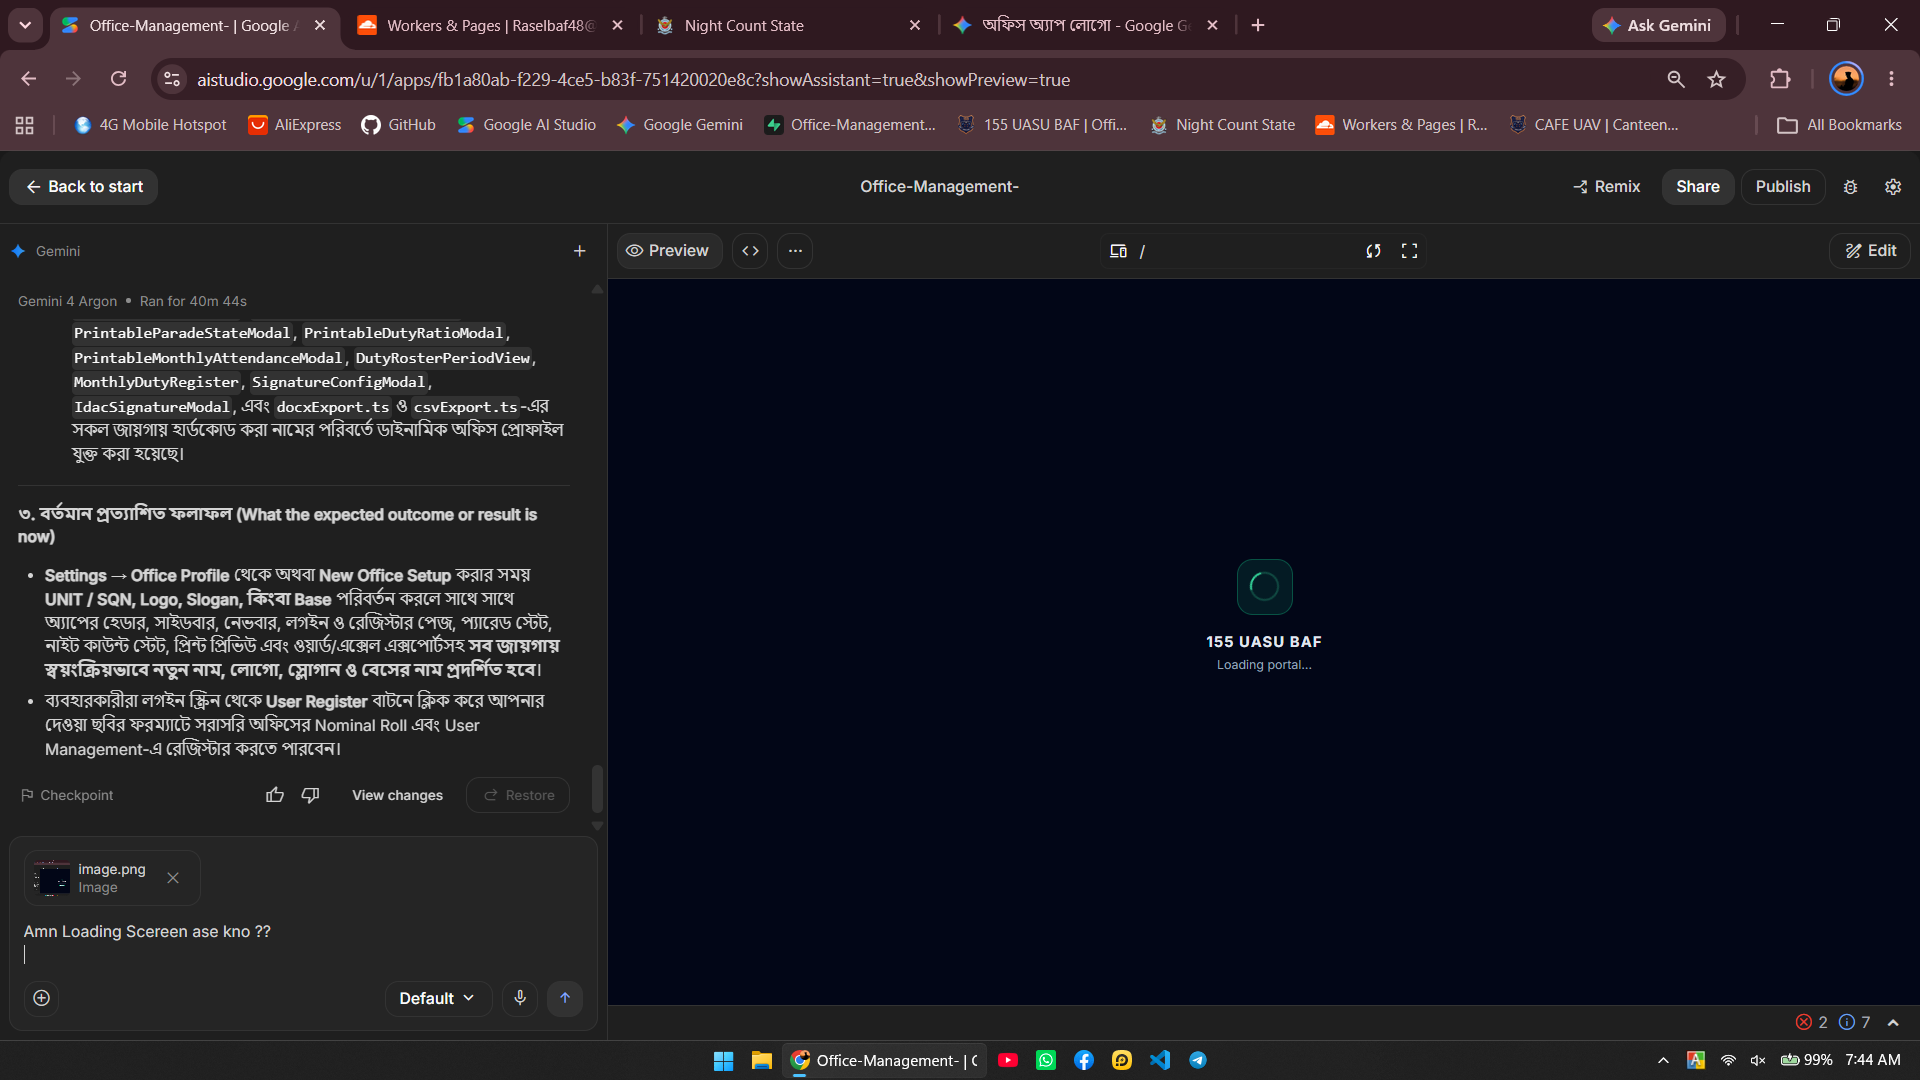 Office-Management- | Google A
Workers & Pages | Raselbaf48@
Night Count State
অফিস অ্যাপ লোগো - Google Ge
Ask Gemini
aistudio.google.com/u/1/apps/fb1a80ab-f229-4ce5-b83f-751420020e8c?showAssistant=true&showPreview=true
4G Mobile Hotspot
AliExpress
GitHub
Google AI Studio
Google Gemini
Office-Management...
155 UASU BAF | Offi...
Night Count State
Workers & Pages | R...
CAFE UAV | Canteen...
All Bookmarks
Back to start
Office-Management-
Remix
Share
Publish
Gemini
Preview
/
Edit
Gemini 4 Argon • Ran for 40m 44s
PrintableParadeStateModal, PrintableDutyRatioModal,
PrintableMonthlyAttendanceModal, DutyRosterPeriodView,
MonthlyDutyRegister, SignatureConfigModal,
IdacSignatureModal, এবং docxExport.ts ও csvExport.ts-এর
সকল জায়গায় হার্ডকোড করা নামের পরিবর্তে ডাইনামিক অফিস প্রোফাইল
যুক্ত করা হয়েছে।
৩. বর্তমান প্রত্যাশিত ফলাফল (What the expected outcome or result is
now)
• Settings → Office Profile থেকে অথবা New Office Setup করার সময়
UNIT / SQN, Logo, Slogan, কিংবা Base পরিবর্তন করলে সাথে সাথে
অ্যাপের হেডার, সাইডবার, নেভবার, লগইন ও রেজিস্টার পেজ, প্যারেড স্টেট,
নাইট কাউন্ট স্টেট, প্রিন্ট প্রিভিউ এবং ওয়ার্ড/এক্সেল এক্সপোর্টসহ সব জায়গায়
স্বয়ংক্রিয়ভাবে নতুন নাম, লোগো, স্লোগান ও বেসের নাম প্রদর্শিত হবে।
• ব্যবহারকারীরা লগইন স্ক্রিন থেকে User Register বাটনে ক্লিক করে আপনার
দেওয়া ছবির ফরম্যাটে সরাসরি অফিসের Nominal Roll এবং User
Management-এ রেজিস্টার করতে পারবেন।
Checkpoint
View changes
Restore
image.png
Image
Amn Loading Scereen ase kno ??
Default
155 UASU BAF
Loading portal...
2
7
Office-Management- | G
99%
7:44 AM